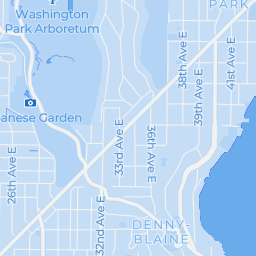 Washington
Park Arboretum
PARK
38th Ave E
41st Ave E
39th Ave E
anese Garden
33rd Ave E
36th Ave E
26th Ave E
32nd Ave E
DENNY-
BLAINE